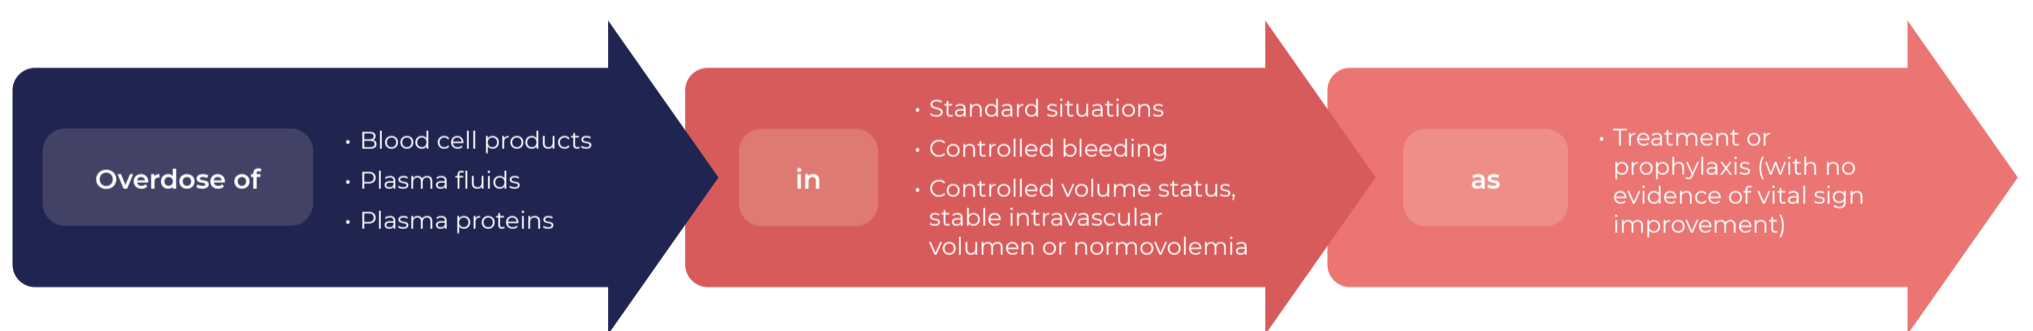 Overdose of
• Blood cell products
• Plasma fluids
• Plasma proteins
in
• Standard situations
• Controlled bleeding
• Controlled volume status,
stable intravascular
volumen or normovolemia
as
• Treatment or
prophylaxis (with no
evidence of vital sign
improvement)